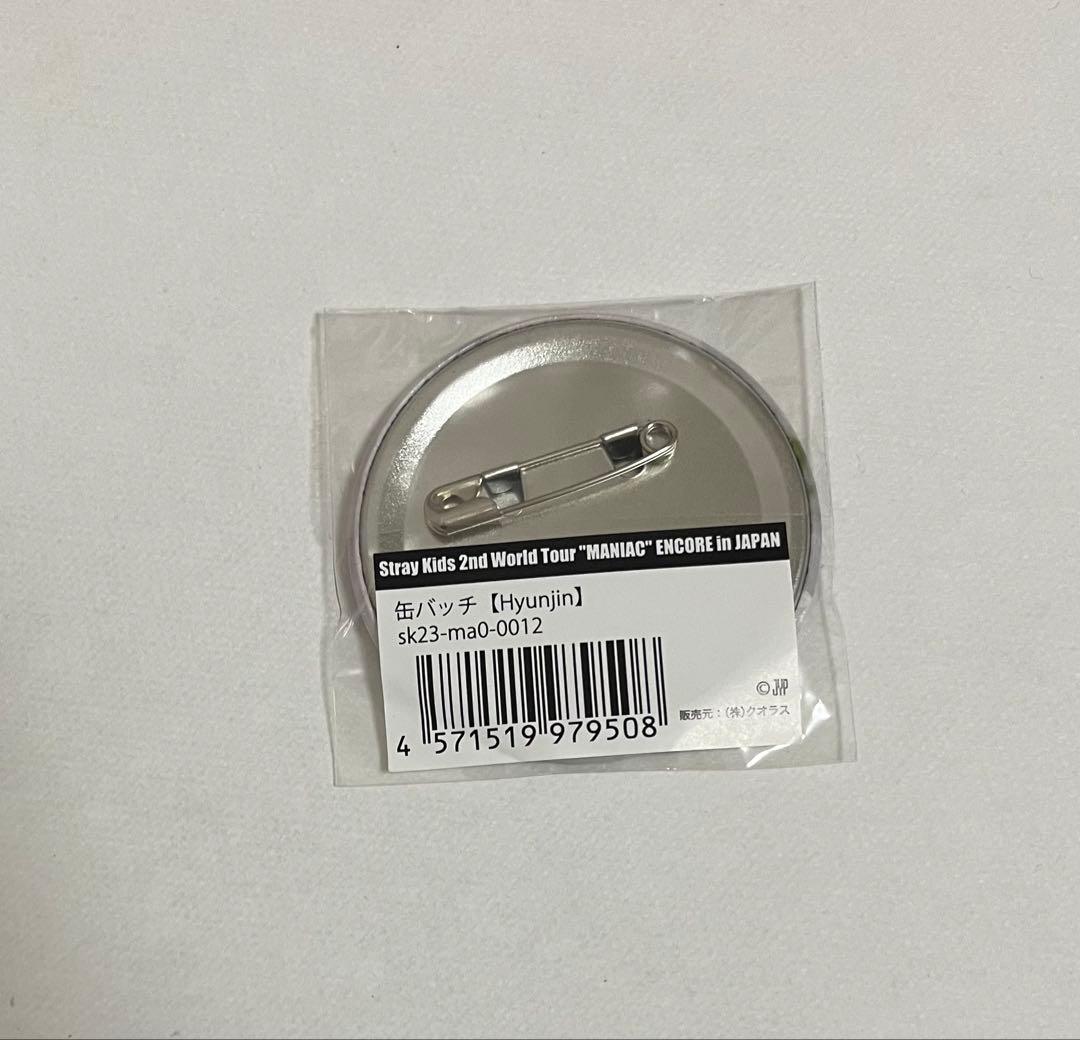 Stray Kids 2nd World Tour "MANIAC" ENCORE in JAPAN
缶バッチ【Hyunjin】
sk23-ma0-0012
©JYP
販売元：(株)クオラス
4 571519 979508